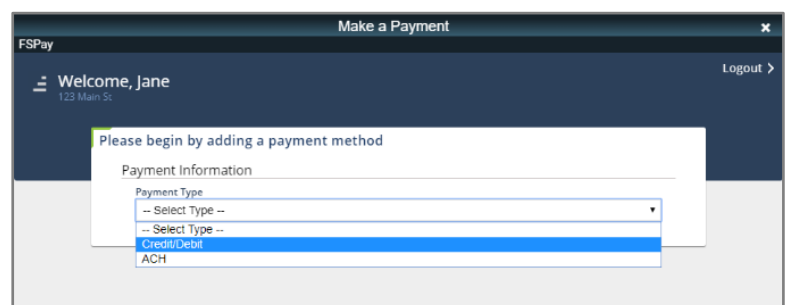 Make a Payment
FSPay
Logout
Welcome, Jane
123 Main St
Please begin by adding a payment method
Payment Information
Payment Type
-- Select Type --
-- Select Type --
Credit/Debit
ACH